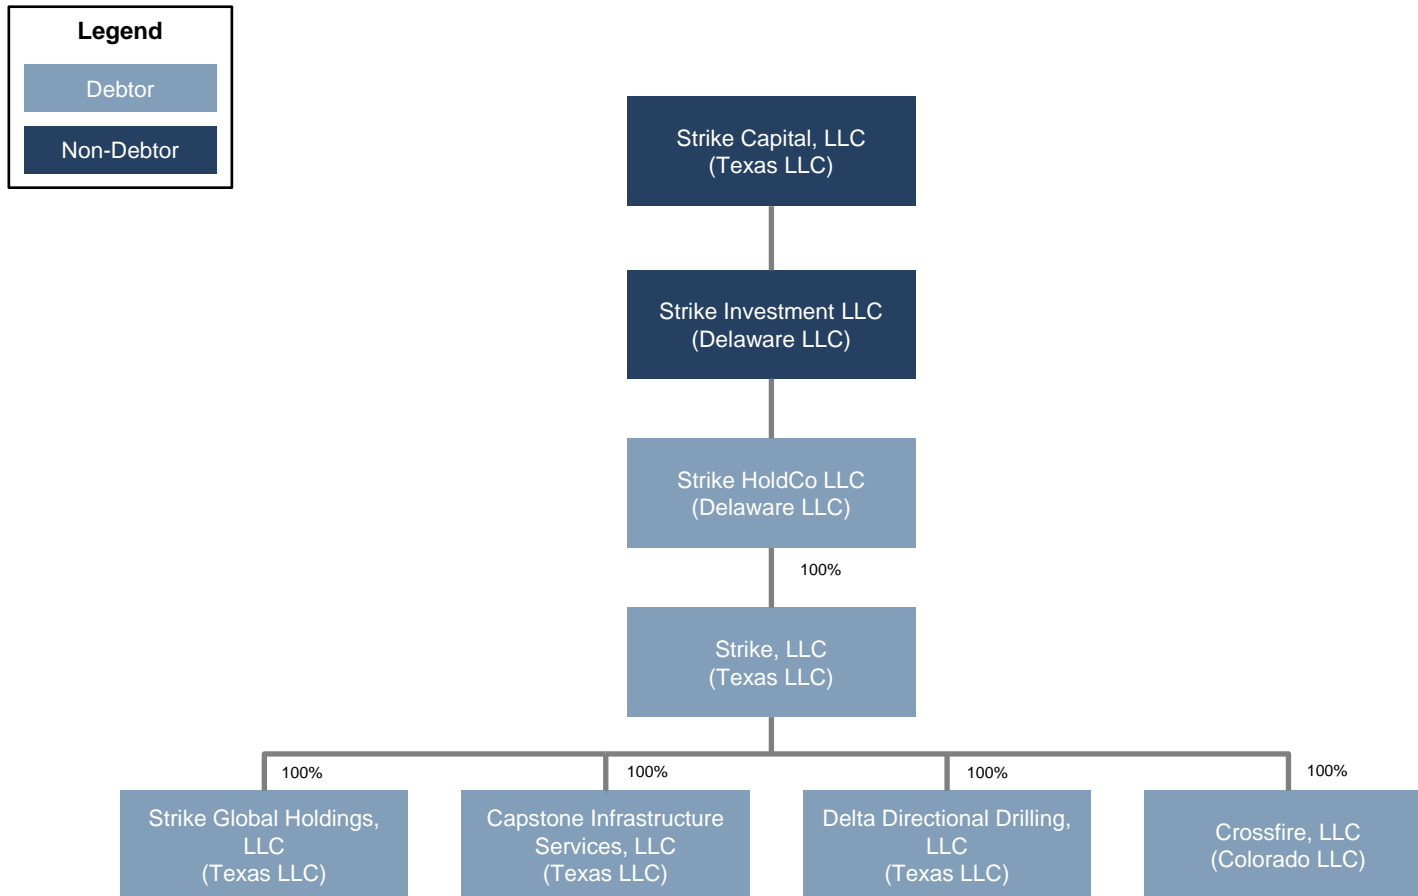 Legend
Debtor
Non-Debtor
Strike Capital, LLC
(Texas LLC)
Strike Investment LLC
(Delaware LLC)
Strike HoldCo LLC
(Delaware LLC)
100%
Strike, LLC
(Texas LLC)
100%
100%
100%
100%
Strike Global Holdings,
LLC
(Texas LLC)
Capstone Infrastructure
Services, LLC
(Texas LLC)
Delta Directional Drilling,
LLC
(Texas LLC)
Crossfire, LLC
(Colorado LLC)